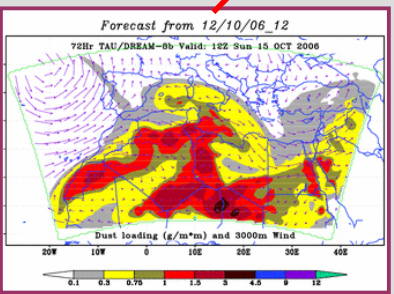 Forecast from 12/10/06_12
72Hr TAU/DREAM-8b Valid: 12Z Sun 15 OCT 2006
20W 10W 0 10E 20E 30E 40E
Dust loading (g/m*m) and 3000m Wind
0.1 0.3 0.75 1 1.5 3 4.5 9 12